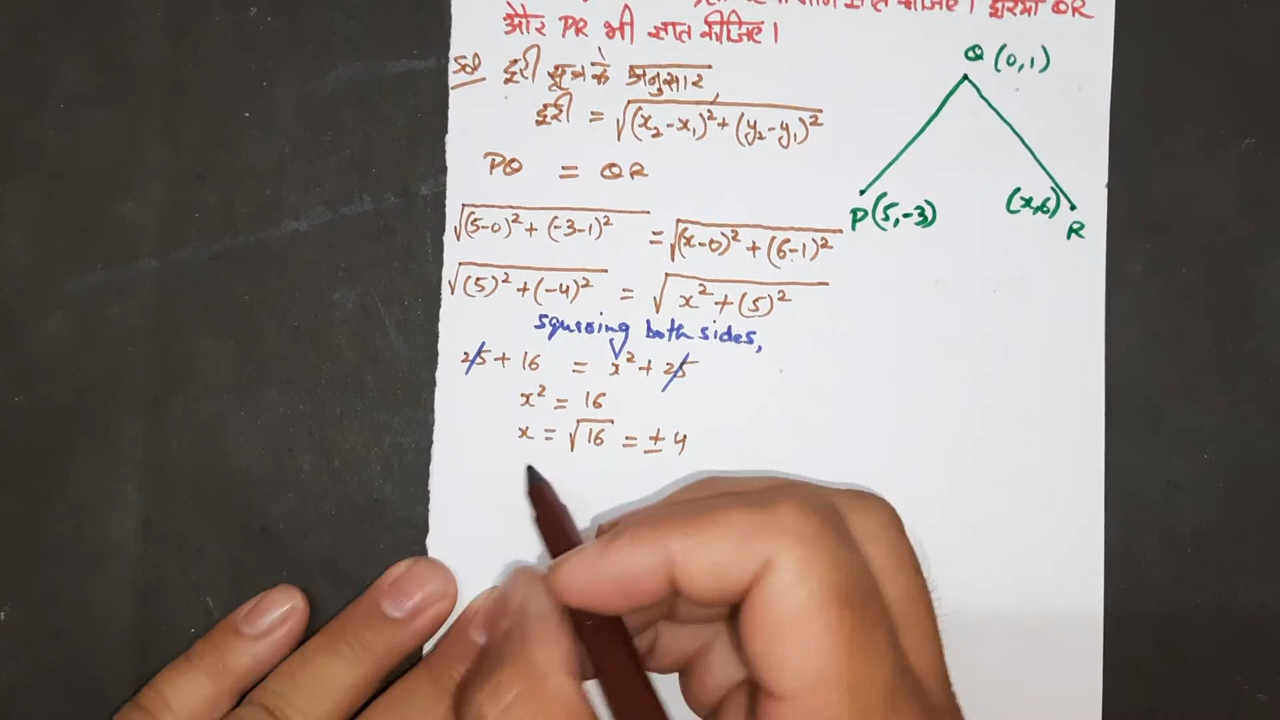 ज्ञात कीजिए। दूरियाँ QR
और PR भी ज्ञात कीजिए।
Sol दूरी सूत्र के अनुसार,
दूरी = √(x₂-x₁)²+(y₂-y₁)²
PQ = QR
√(5-0)²+(-3-1)² = √(x-0)²+(6-1)²
√(5)²+(-4)² = √x²+(5)²
squaring both sides,
25+16 = x²+25
x² = 16
x = √16 = ±4
Q (0,1)
P(5,-3)
(x,6)
R